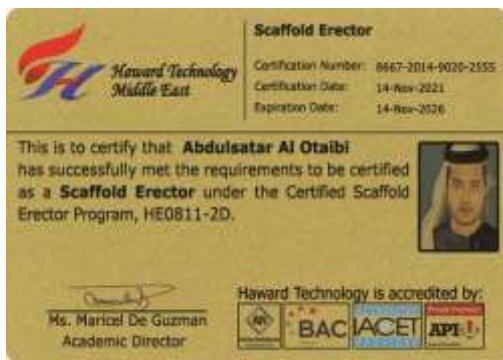 Haward Technology
Middle East
Scaffold Erector
Certification Number: 8667-2014-9020-2555
Certification Date: 14-Nov-2021
Expiration Date: 14-Nov-2026
This is to certify that Abdulsatar Al Otaibi
has successfully met the requirements to be certified
as a Scaffold Erector under the Certified Scaffold
Erector Program, HE0811-2D.
Ms. Maricel De Guzman
Academic Director
Haward Technology is accredited by:
BAC IACET API